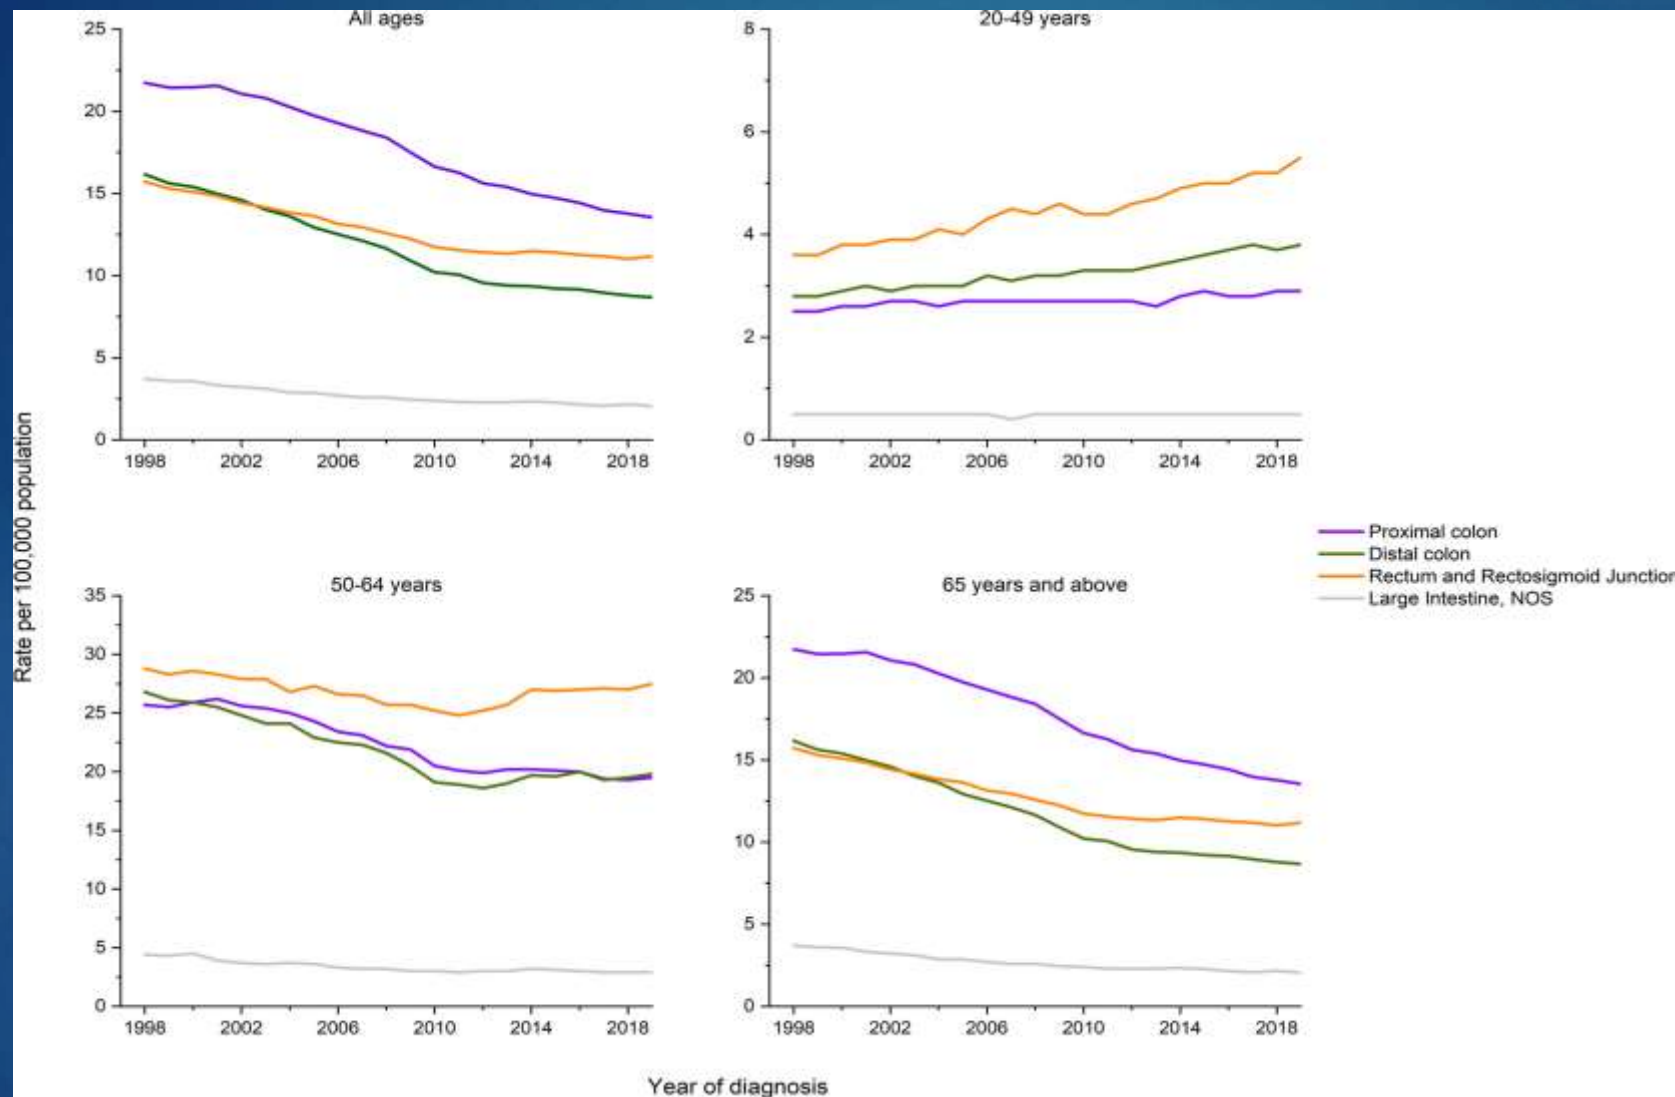 All ages
25
20
15
10
5
0
1998 2002 2006 2010 2014 2018
20-49 years
8
6
4
2
0
1998 2002 2006 2010 2014 2018
Rate per 100,000 population
Proximal colon
Distal colon
Rectum and Rectosigmoid Junction
Large Intestine, NOS
50-64 years
35
30
25
20
15
10
5
0
1998 2002 2006 2010 2014 2018
65 years and above
25
20
15
10
5
0
1998 2002 2006 2010 2014 2018
Year of diagnosis